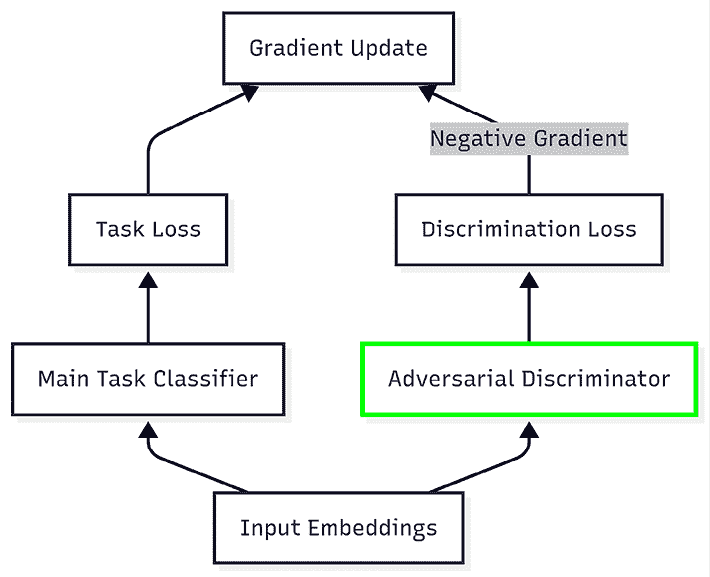 Gradient Update
Negative Gradient
Task Loss
Discrimination Loss
Main Task Classifier
Adversarial Discriminator
Input Embeddings